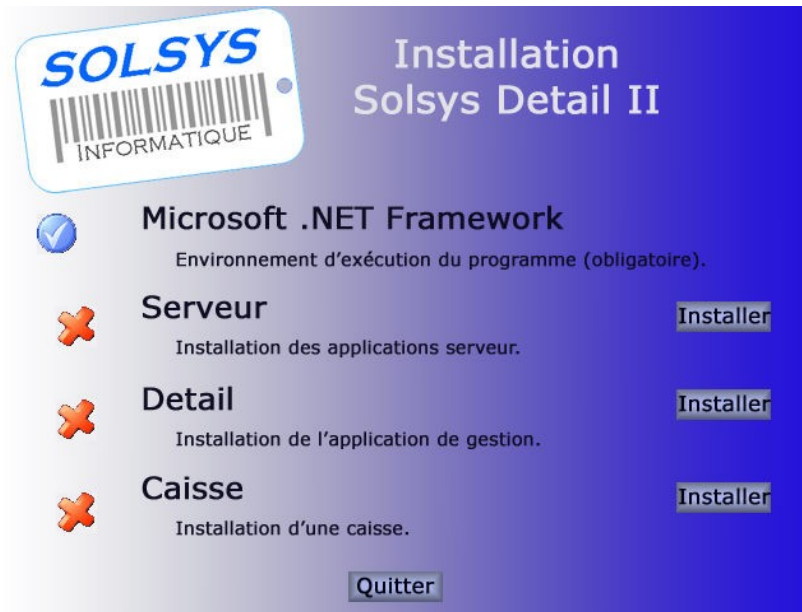 SOLSYS
INFORMATIQUE
Installation
Solsys Detail II
Microsoft .NET Framework
Environnement d'exécution du programme (obligatoire).
Serveur
Installer
Installation des applications serveur.
Detail
Installer
Installation de l'application de gestion.
Caisse
Installer
Installation d'une caisse.
Quitter